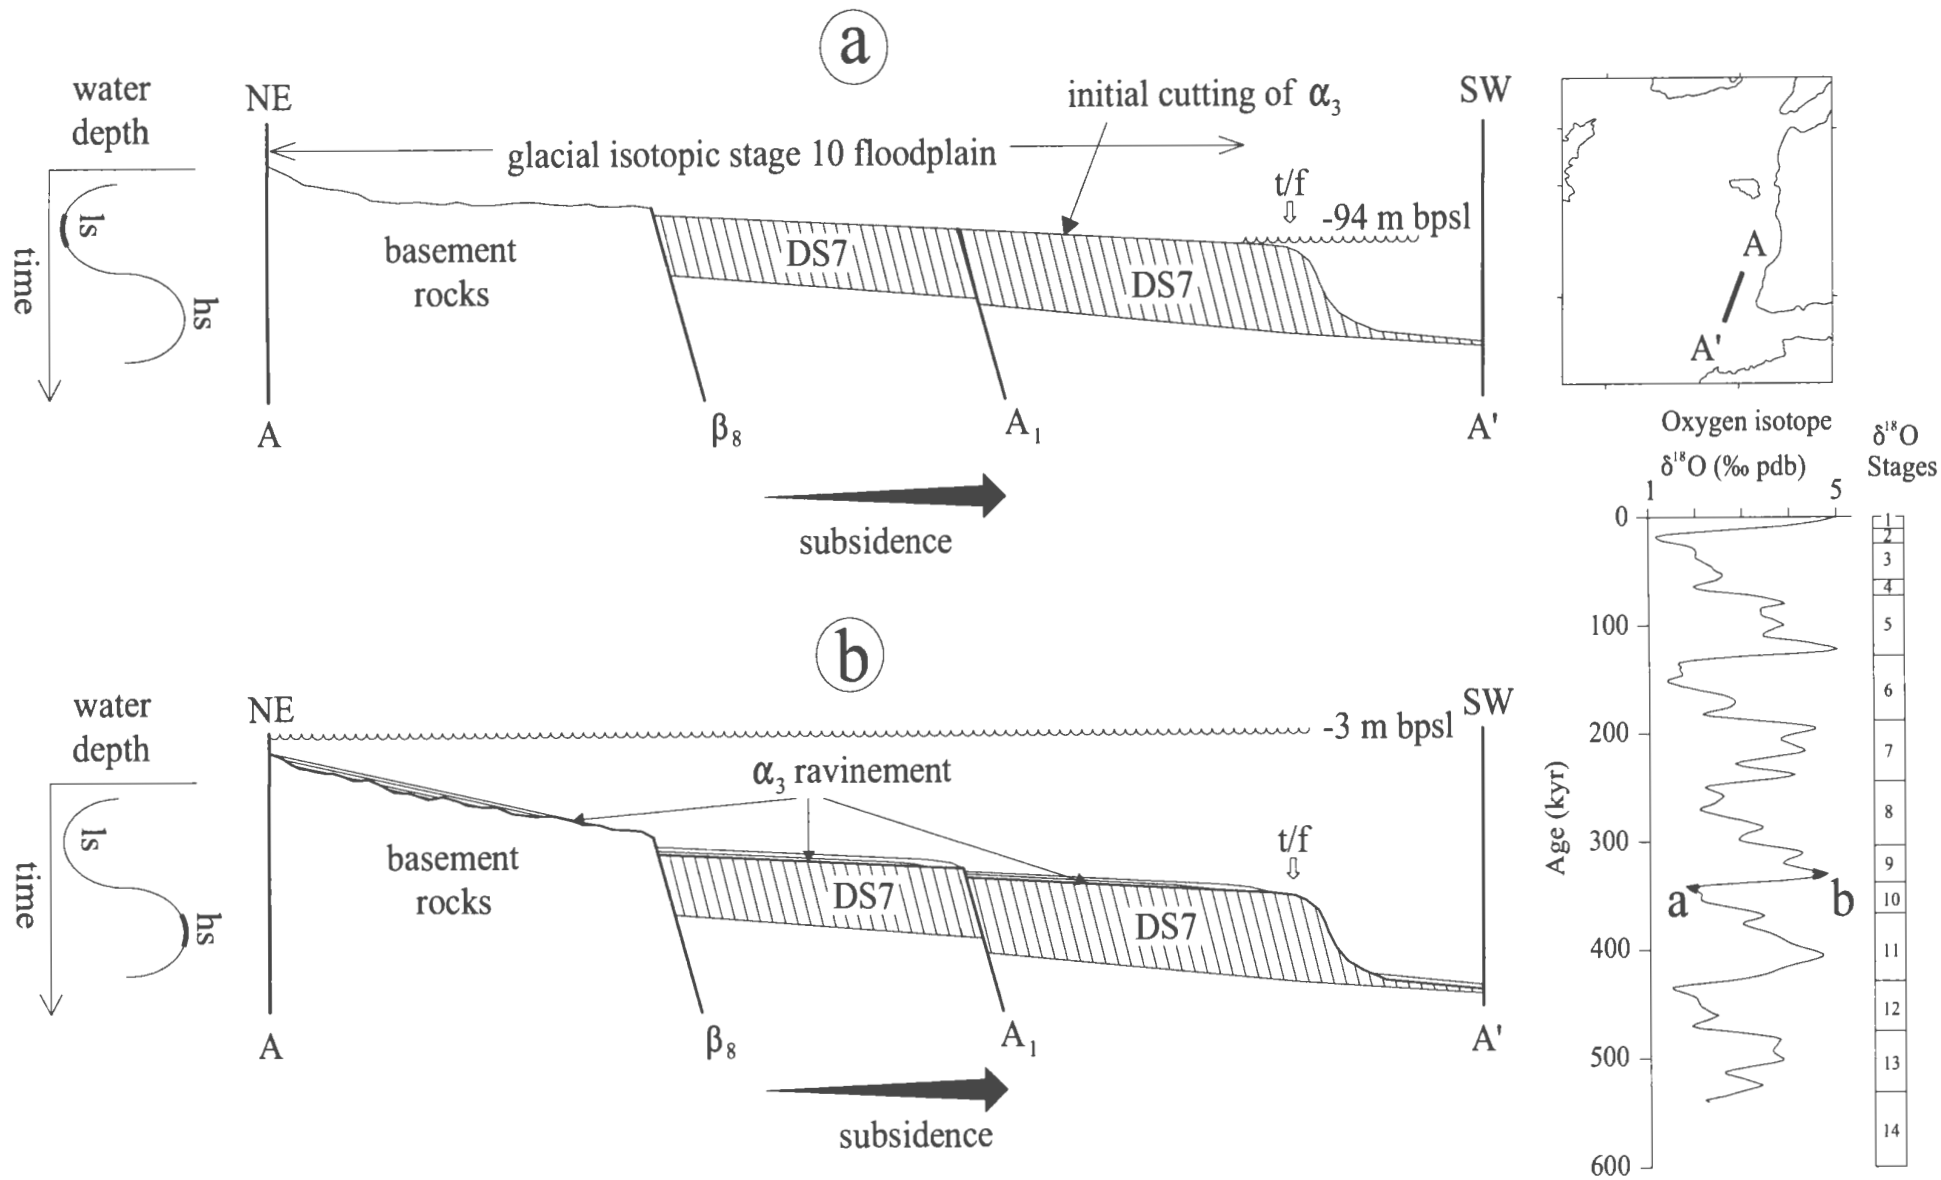 a
water
depth
NE
initial cutting of α₃
SW
glacial isotopic stage 10 floodplain
t/f
-94 m bpsl
ls
hs
time
basement
rocks
DS7
DS7
A
β₈
A₁
A'
subsidence
A
A'
Oxygen isotope
δ¹⁸O (‰ pdb)
δ¹⁸O
Stages
1 5
0
100
200
300
400
500
600
Age (kyr)
a
b
1
2
3
4
5
6
7
8
9
10
11
12
13
14
b
water
depth
NE
SW
-3 m bpsl
α₃ ravinement
t/f
ls
hs
time
basement
rocks
DS7
DS7
A
β₈
A₁
A'
subsidence